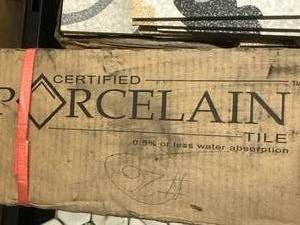 CERTIFIED
PORCELAIN
TILE
0.5% or less water absorption